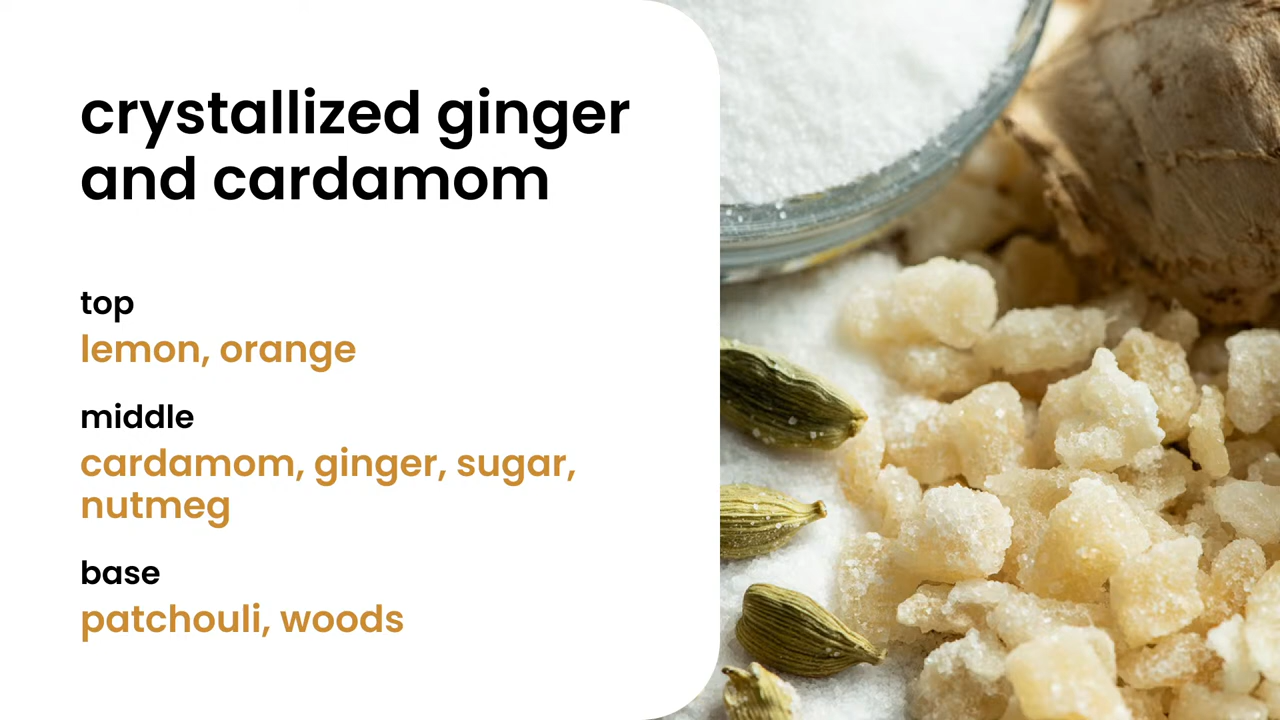 crystallized ginger
and cardamom
top
lemon, orange
middle
cardamom, ginger, sugar,
nutmeg
base
patchouli, woods